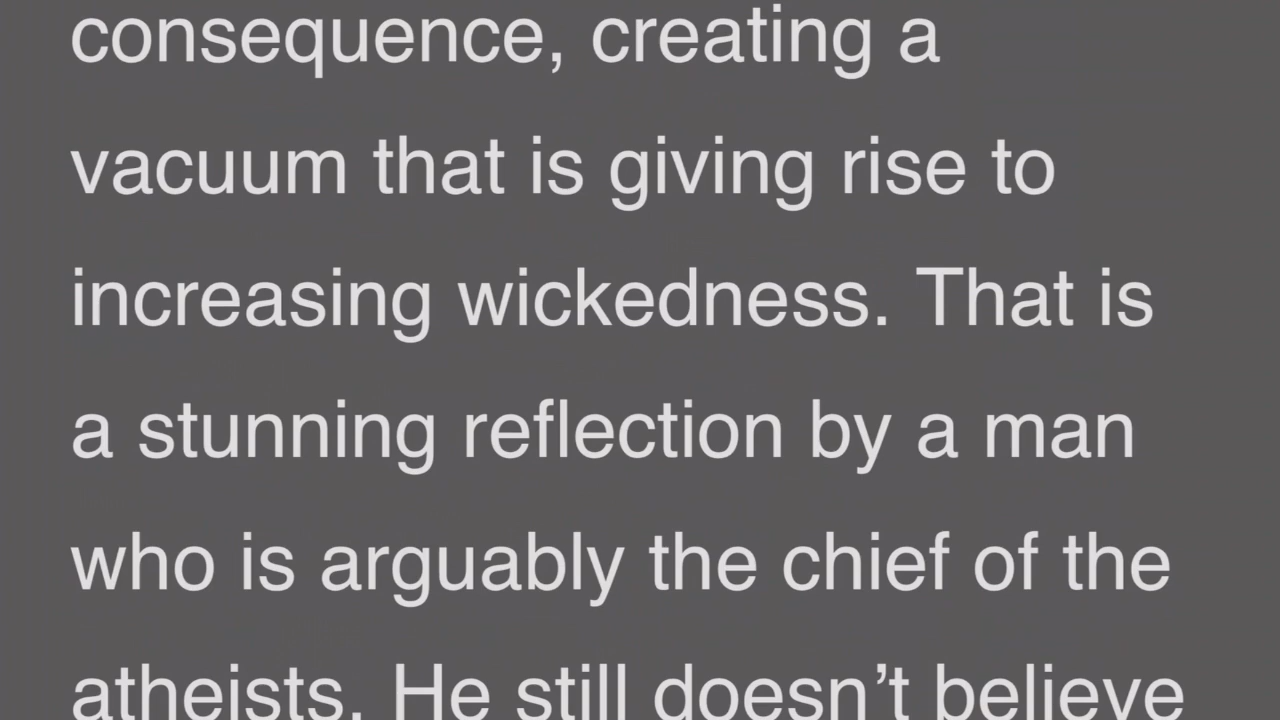 consequence, creating a
vacuum that is giving rise to
increasing wickedness. That is
a stunning reflection by a man
who is arguably the chief of the
atheists. He still doesn’t believe